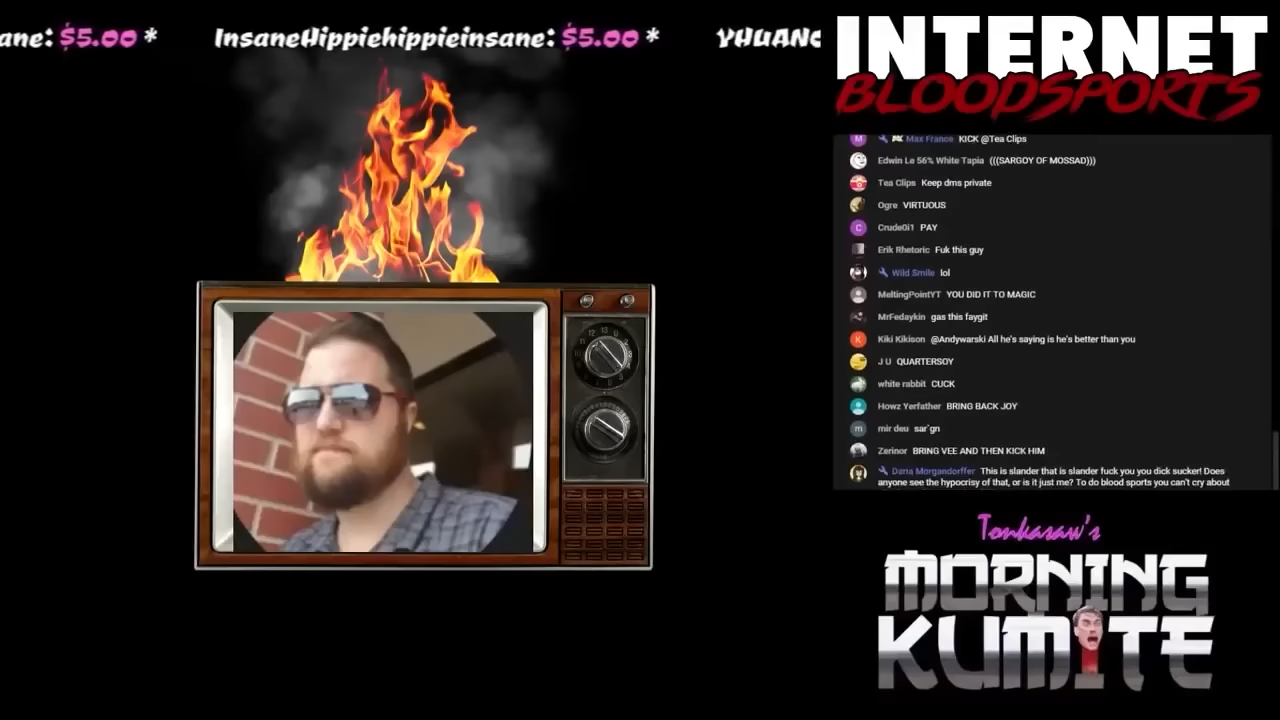 ane: $5.00 *
InsaneHippiehippieinsane: $5.00 *
YHUANG
INTERNET
BLOODSPORTS
M Max France KICK @Tea Clips
Edwin Le 56% White Tapia (((SARGOY OF MOSSAD)))
Tea Clips Keep dms private
Ogre VIRTUOUS
C Crude0i1 PAY
Erik Rhetoric Fuk this guy
Wild Smile lol
MeltingPointYT YOU DID IT TO MAGIC
MrFedaykin gas this faygit
K Kiki Kikison @Andywarski All he's saying is he's better than you
J U QUARTERSOY
white rabbit CUCK
Howz Yerfather BRING BACK JOY
m mir deu sar`gn
Zerinor BRING VEE AND THEN KICK HIM
Daria Morgandorffer This is slander that is slander fuck you you dick sucker! Does
anyone see the hypocrisy of that, or is it just me? To do blood sports you can't cry about
Tonkasaw's
MORNING
KUMITE